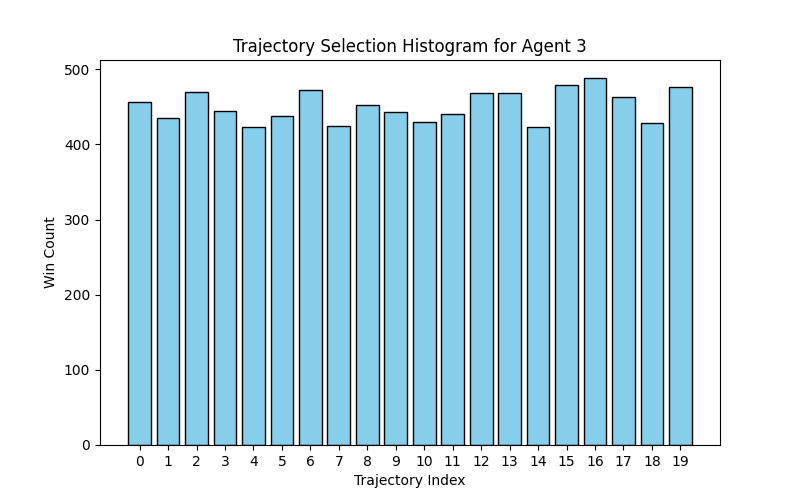 Trajectory Selection Histogram for Agent 3
500
400
300
200
100
0
Win Count
0 1 2 3 4 5 6 7 8 9 10 11 12 13 14 15 16 17 18 19
Trajectory Index